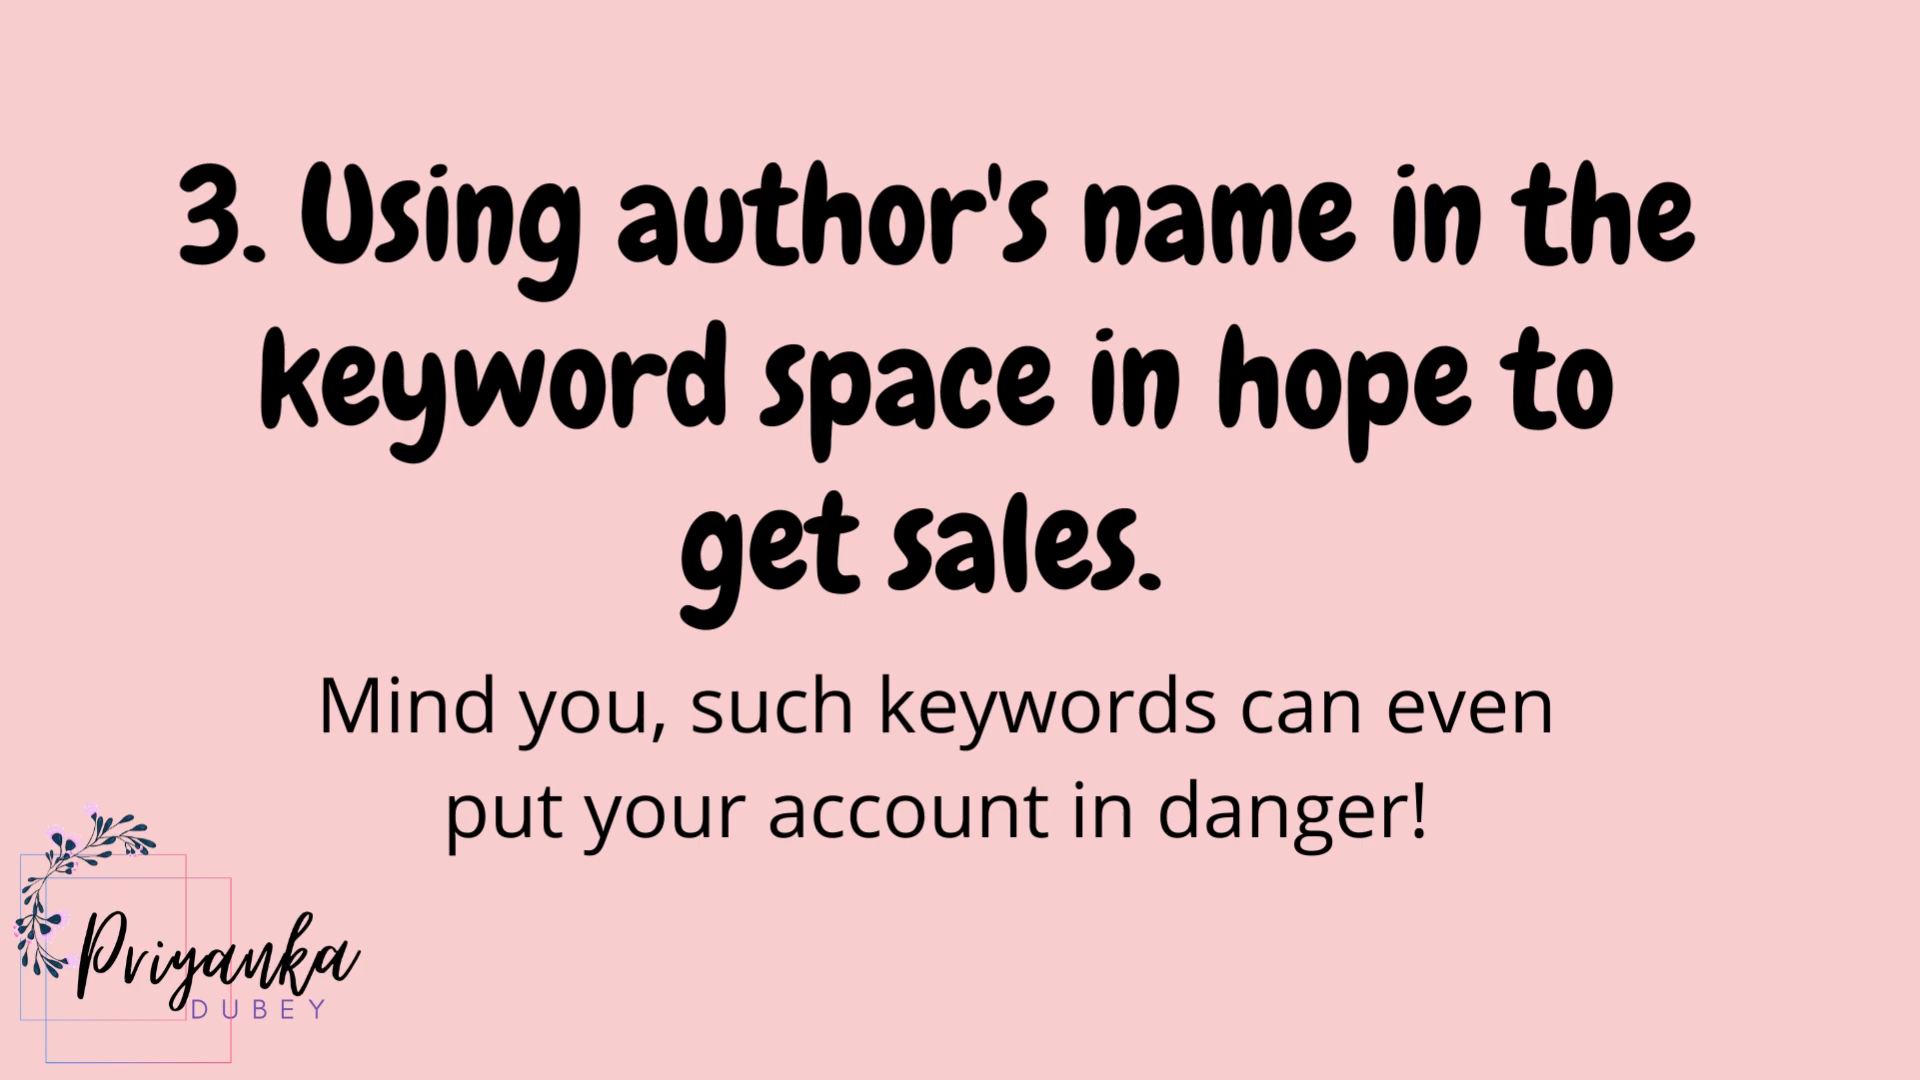 3. Using author's name in the
keyword space in hope to
get sales.
Mind you, such keywords can even
put your account in danger!
Priyanka
DUBEY